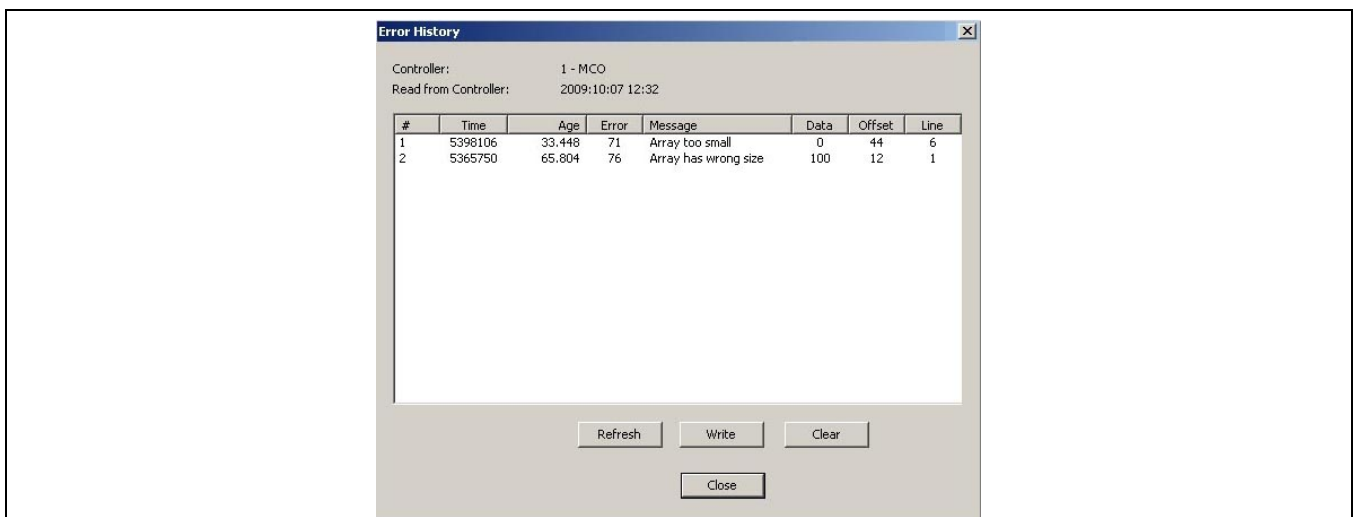 Error History
Controller: 1 - MCO
Read from Controller: 2009:10:07 12:32
# Time Age Error Message Data Offset Line
1 5398106 33.448 71 Array too small 0 44 6
2 5365750 65.804 76 Array has wrong size 100 12 1
Refresh Write Clear
Close